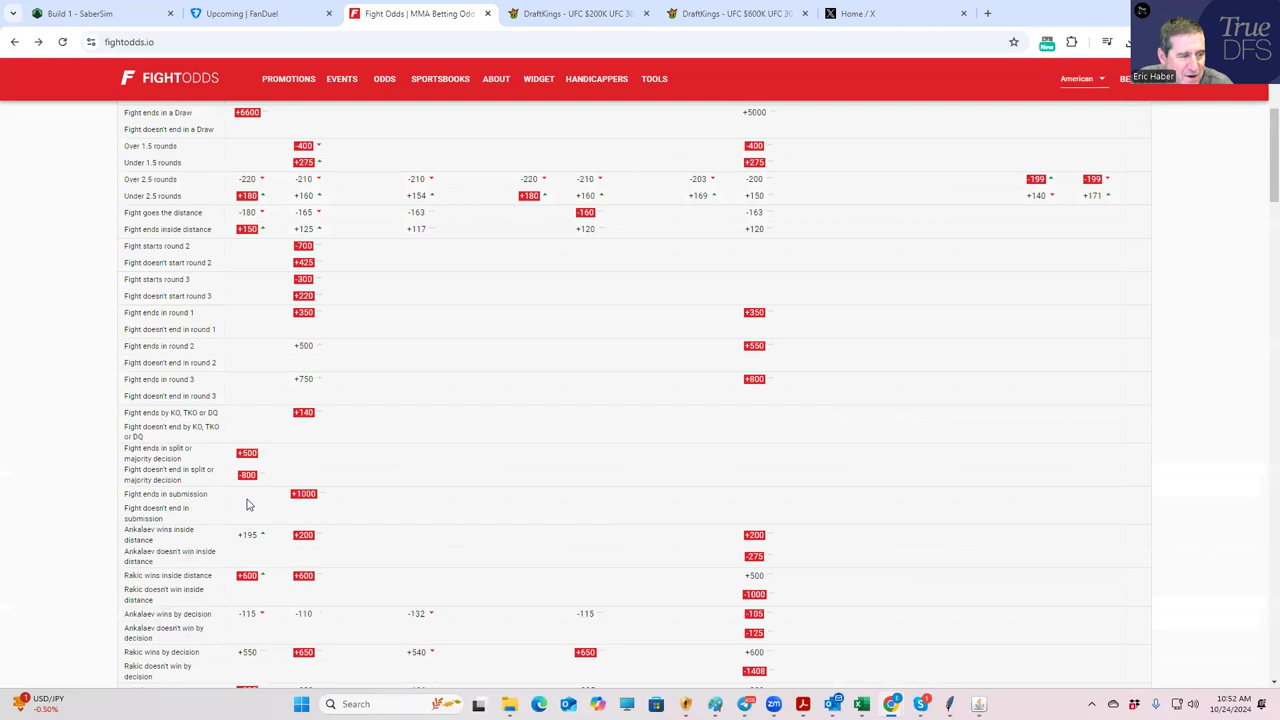 Build 1 - SaberSim
Upcoming | FanDuel
Fight Odds | MMA Betting Odd
DraftKings - UFC $200K UFC 30
DraftKings - UFC $600K UFC 30
Home / X
fightodds.io
New
True
DFS
Eric Haber
FIGHTODDS PROMOTIONS EVENTS ODDS SPORTSBOOKS ABOUT WIDGET HANDICAPPERS TOOLS American
Fight ends in a Draw +6600 +5000
Fight doesn't end in a Draw
Over 1.5 rounds -400 -400
Under 1.5 rounds +275 +275
Over 2.5 rounds -220 -210 -210 -220 -210 -203 -200 -199 -199
Under 2.5 rounds +180 +160 +154 +180 +160 +169 +150 +140 +171
Fight goes the distance -180 -165 -163 -160 -163
Fight ends inside distance +150 +125 +117 +120 +120
Fight starts round 2 -700
Fight doesn't start round 2 +425
Fight starts round 3 -300
Fight doesn't start round 3 +220
Fight ends in round 1 +350 +350
Fight doesn't end in round 1
Fight ends in round 2 +500 +550
Fight doesn't end in round 2
Fight ends in round 3 +750 +800
Fight doesn't end in round 3
Fight ends by KO, TKO or DQ +140
Fight doesn't end by KO, TKO
or DQ
Fight ends in split or
majority decision +500
Fight doesn't end in split or
majority decision -800
Fight ends in submission +1000
Fight doesn't end in
submission
Ankalaev wins inside
distance +195 +200 +200
Ankalaev doesn't win inside
distance -275
Rakic wins inside distance +600 +600 +500
Rakic doesn't win inside
distance -1000
Ankalaev wins by decision -115 -110 -132 -115 -105
Ankalaev doesn't win by
decision -125
Rakic wins by decision +550 +650 +540 +650 +600
Rakic doesn't win by
decision -1408
USD/JPY
-0.50%
Search
10:52 AM
10/24/2024